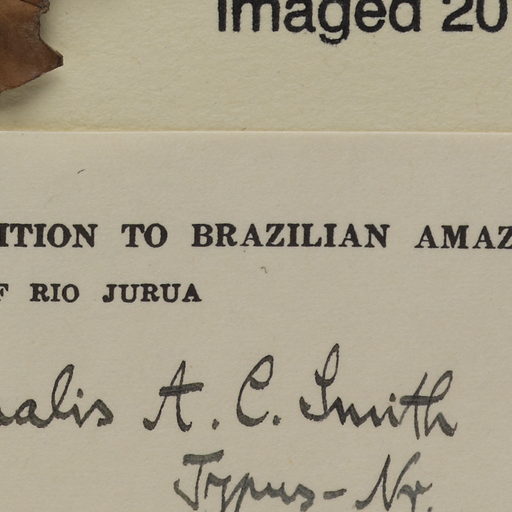 Imaged 20
ITION TO BRAZILIAN AMAZ
F RIO JURUA
alis A. C. Smith
Typus - Nr.